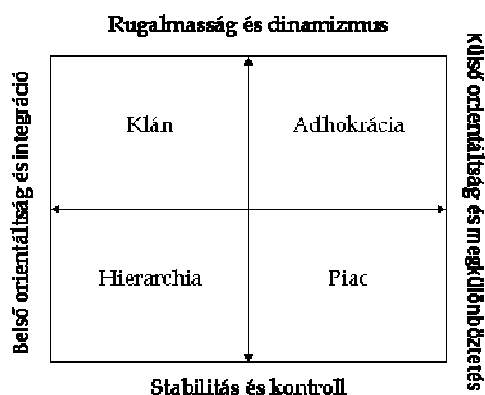 Rugalmasság és dinamizmus
Belső orientáltság és integráció
Külső orientáltság és megkülönböztetés
Klán
Adhokrácia
Hierarchia
Piac
Stabilitás és kontroll